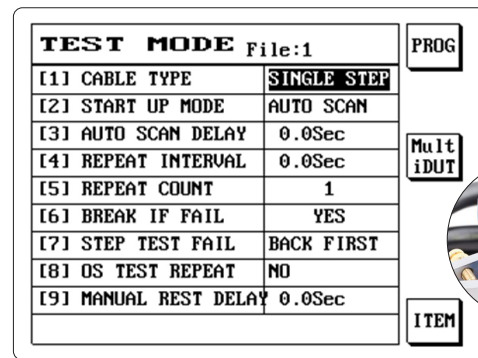 TEST MODE File:1
PROG
[1] CABLE TYPE SINGLE STEP
[2] START UP MODE AUTO SCAN
[3] AUTO SCAN DELAY 0.0Sec
Mult
iDUT
[4] REPEAT INTERVAL 0.0Sec
[5] REPEAT COUNT 1
[6] BREAK IF FAIL YES
[7] STEP TEST FAIL BACK FIRST
[8] OS TEST REPEAT NO
[9] MANUAL REST DELAY 0.0Sec
ITEM